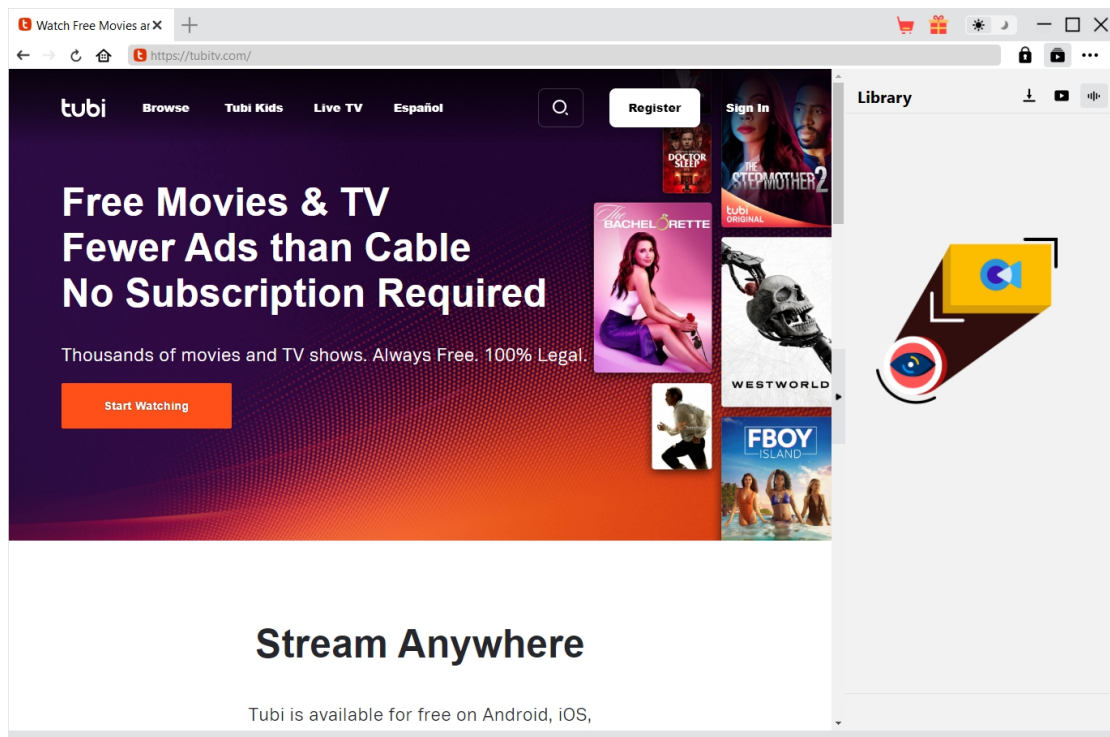 Watch Free Movies ar
https://tubitv.com/
tubi
Browse
Tubi Kids
Live TV
Español
Register
Sign In
Library
DOCTOR
SLEEP
THE
STEPMOTHER 2
tubi
ORIGINAL
Free Movies & TV
Fewer Ads than Cable
No Subscription Required
The
BACHELORETTE
Thousands of movies and TV shows. Always Free. 100% Legal.
WESTWORLD
Start Watching
FBOY
ISLAND
Stream Anywhere
Tubi is available for free on Android, iOS,